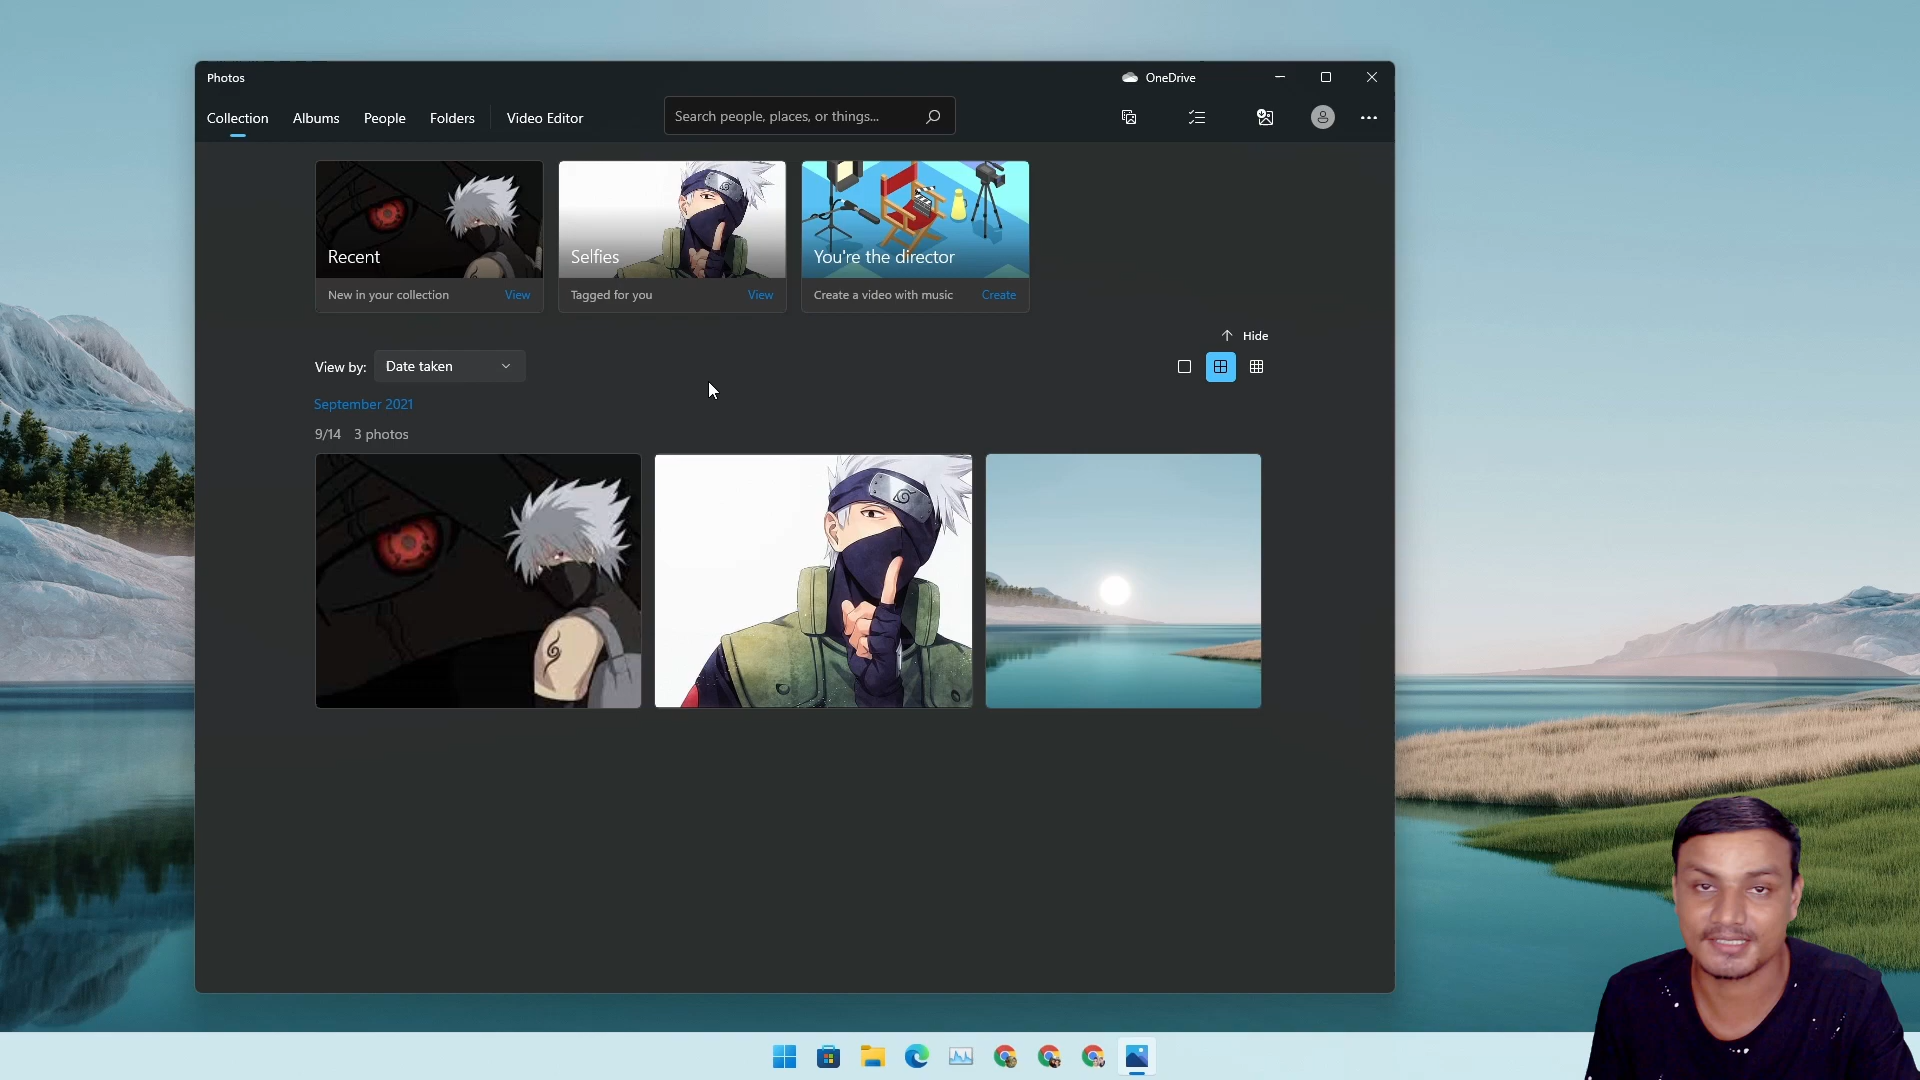 Photos
OneDrive
Collection
Albums
People
Folders
Video Editor
Search people, places, or things...
Recent
New in your collection
View
Selfies
Tagged for you
View
You're the director
Create a video with music
Create
Hide
View by:
Date taken
September 2021
9/14 3 photos